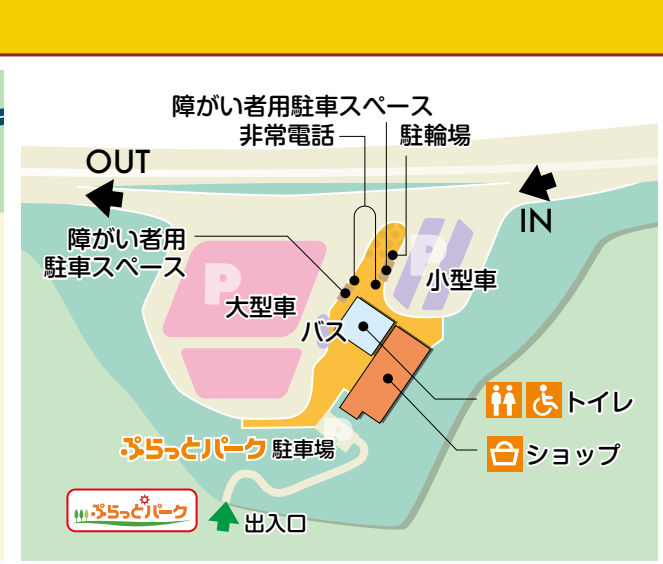 障がい者用駐車スペース
非常電話
駐輪場
OUT
IN
障がい者用
駐車スペース
P
P
小型車
大型車
バス
トイレ
P
ぷらっとパーク 駐車場
ショップ
ぷらっとパーク
出入口